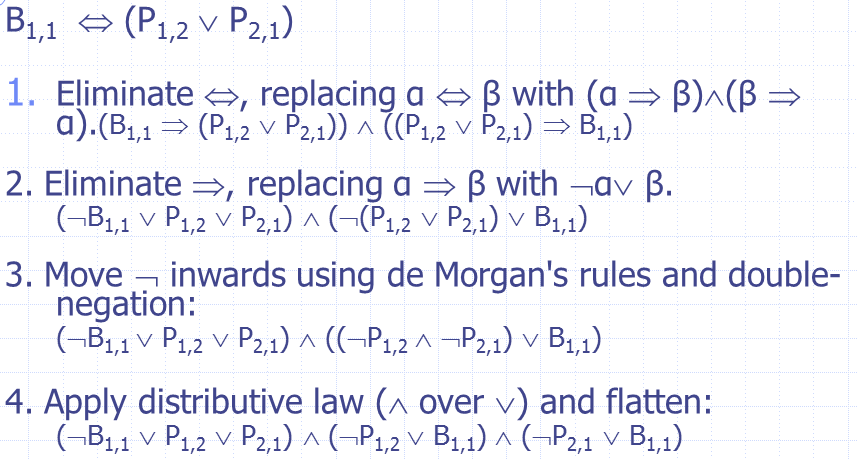 B₁,₁ ⇔ (P₁,₂ ∨ P₂,₁)
1. Eliminate ⇔, replacing α ⇔ β with (α ⇒ β)∧(β ⇒
α).(B₁,₁ ⇒ (P₁,₂ ∨ P₂,₁)) ∧ ((P₁,₂ ∨ P₂,₁) ⇒ B₁,₁)
2. Eliminate ⇒, replacing α ⇒ β with ¬α∨ β.
(¬B₁,₁ ∨ P₁,₂ ∨ P₂,₁) ∧ (¬(P₁,₂ ∨ P₂,₁) ∨ B₁,₁)
3. Move ¬ inwards using de Morgan's rules and double-
negation:
(¬B₁,₁ ∨ P₁,₂ ∨ P₂,₁) ∧ ((¬P₁,₂ ∧ ¬P₂,₁) ∨ B₁,₁)
4. Apply distributive law (∧ over ∨) and flatten:
(¬B₁,₁ ∨ P₁,₂ ∨ P₂,₁) ∧ (¬P₁,₂ ∨ B₁,₁) ∧ (¬P₂,₁ ∨ B₁,₁)